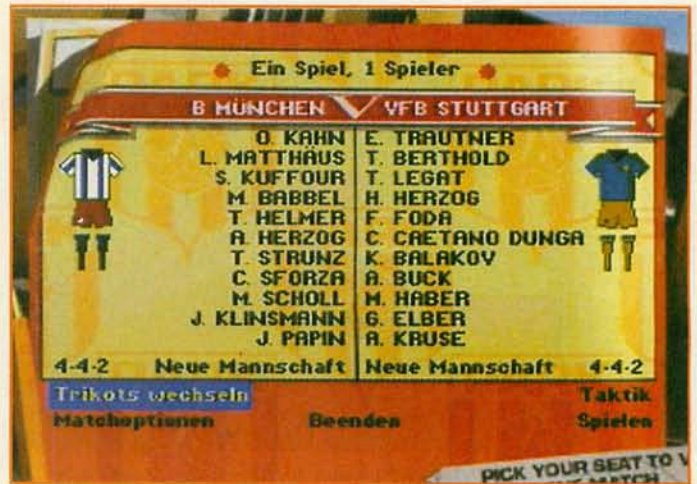 Ein Spiel, 1 Spieler
B MÜNCHEN VFB STUTTGART
O. KAHN E. TRAUTNER
L. MATTHÄUS T. BERTHOLD
S. KUFFOUR T. LEGAT
M. BABBEL H. HERZOG
T. HELMER F. FODA
A. HERZOG C. CAETANO DUNGA
T. STRUNZ K. BALAKOV
C. SFORZA A. BUCK
M. SCHOLL M. HABER
J. KLINSMANN G. ELBER
J. PAPIN A. KRUSE
4-4-2 Neue Mannschaft Neue Mannschaft 4-4-2
Trikots wechseln Taktik
Matchoptionen Beenden Spielen
PICK YOUR SEAT TO
MATCH